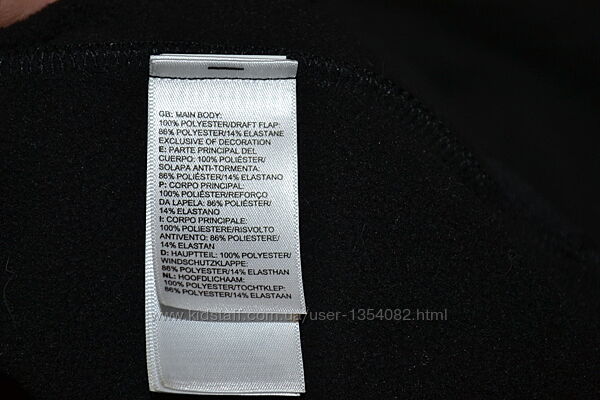 GB: MAIN BODY:
100% POLYESTER/DRAFT FLAP:
86% POLYESTER/14% ELASTANE
EXCLUSIVE OF DECORATION
E: PARTE PRINCIPAL DEL
CUERPO: 100% POLIÉSTER/
SOLAPA ANTI-TORMENTA:
86% POLIÉSTER/14% ELASTANO
P: CORPO PRINCIPAL:
100% POLIÉSTER/REFORÇO
DA LAPELA: 86% POLIÉSTER/
14% ELASTANO
I: CORPO PRINCIPALE:
100% POLIESTERE/RISVOLTO
ANTIVENTO: 86% POLIESTERE/
14% ELASTAN
D: HAUPTTEIL: 100% POLYESTER/
WINDSCHUTZKLAPPE:
86% POLYESTER/14% ELASTHAN
NL: HOOFDLICHAAM:
100% POLYESTER/TOCHTKLEP:
86% POLYESTER/14% ELASTAAN
www.kidstaff.com.ua/user-1354082.html